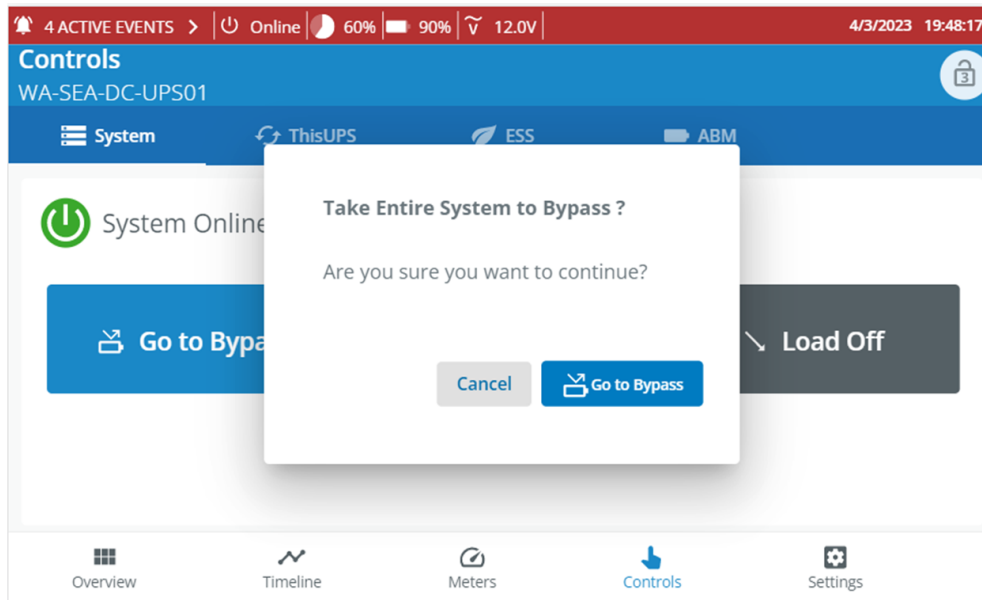 4 ACTIVE EVENTS > Online 60% 90% V 12.0V 4/3/2023 19:48:17
Controls
WA-SEA-DC-UPS01
3
System ThisUPS ESS ABM
Take Entire System to Bypass ?
System Online
Are you sure you want to continue?
Go to Bypa Load Off
Cancel Go to Bypass
Overview Timeline Meters Controls Settings